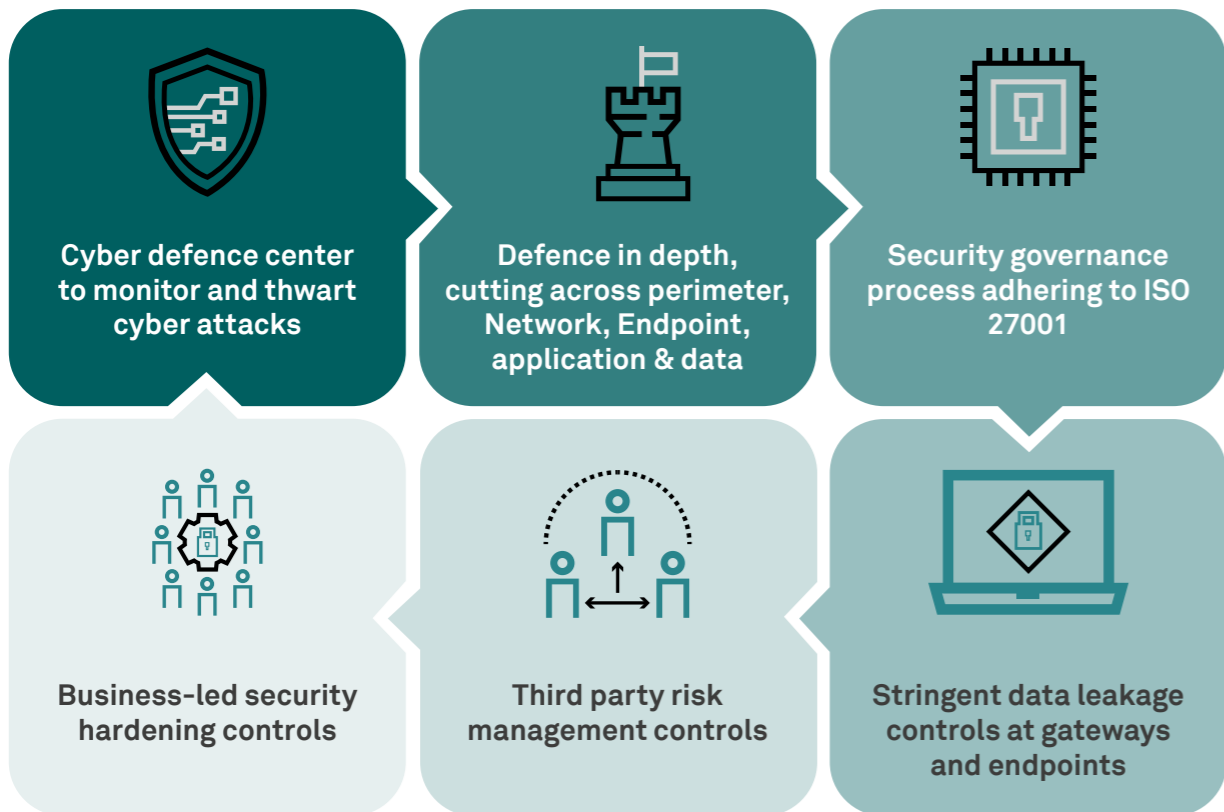 Cyber defence center
to monitor and thwart
cyber attacks
Defence in depth,
cutting across perimeter,
Network, Endpoint,
application & data
Security governance
process adhering to ISO
27001
Business-led security
hardening controls
Third party risk
management controls
Stringent data leakage
controls at gateways
and endpoints